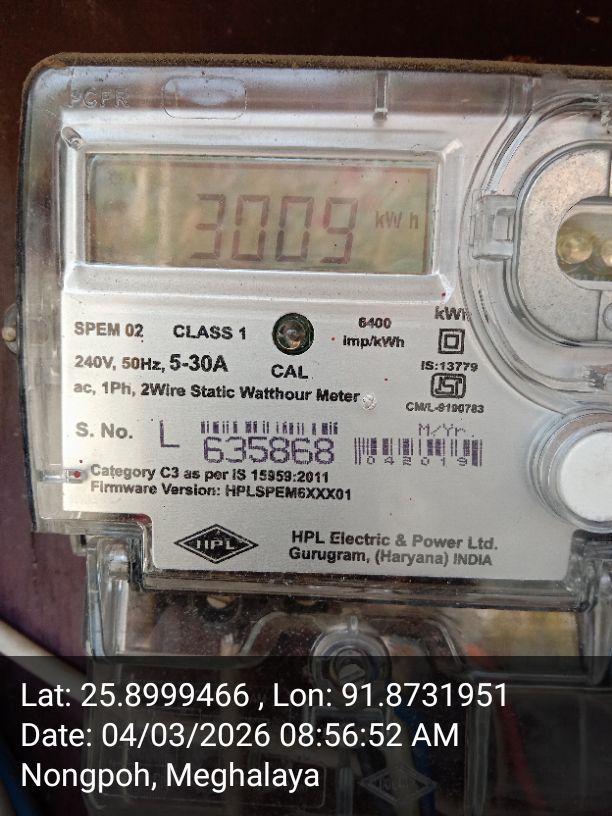 PCPR
3009 kWh
SPEM 02 CLASS 1 6400 imp/kWh kWh
240V, 50Hz, 5-30A CAL IS:13779
ac, 1Ph, 2Wire Static Watthour Meter CM/L-9190783
S. No. L 635868 M/Yr. 042019
Category C3 as per IS 15959:2011
Firmware Version: HPLSPEM6XXX01
HPL HPL Electric & Power Ltd.
Gurugram, (Haryana) INDIA
Lat: 25.8999466 , Lon: 91.8731951
Date: 04/03/2026 08:56:52 AM
Nongpoh, Meghalaya